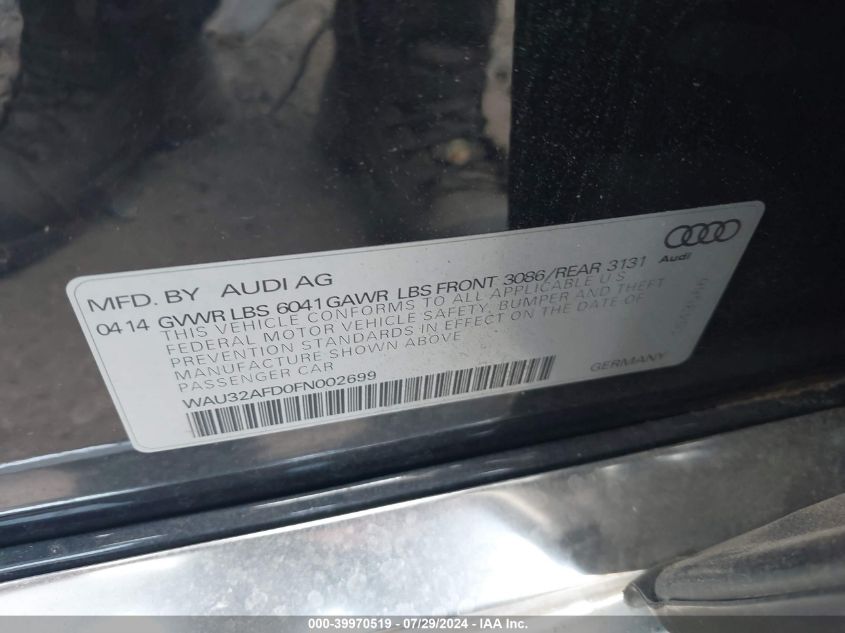 MFD. BY AUDI AG
Audi
0414 GVWR LBS 6041 GAWR LBS FRONT 3086/REAR 3131
THIS VEHICLE CONFORMS TO ALL APPLICABLE U.S.
FEDERAL MOTOR VEHICLE SAFETY, BUMPER AND THEFT
PREVENTION STANDARDS IN EFFECT ON THE DATE OF
MANUFACTURE SHOWN ABOVE
PASSENGER CAR
GERMANY
WAU32AFD0FN002699
000-39970519 / 07/29/2024 - IAA Inc.